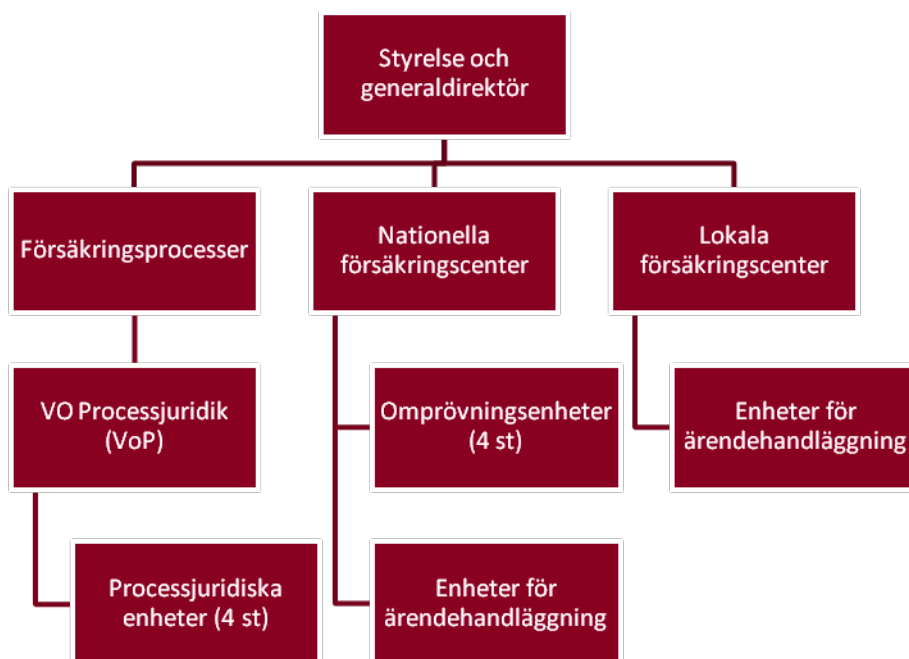 Styrelse och
generaldirektör
Försäkringsprocesser
Nationella
försäkringscenter
Lokala
försäkringscenter
VO Processjuridik
(VoP)
Omprövningsenheter
(4 st)
Enheter för
ärendehandläggning
Processjuridiska
enheter (4 st)
Enheter för
ärendehandläggning